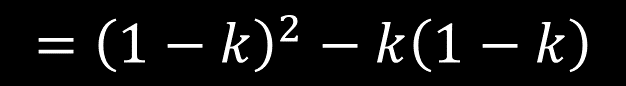 = (1 − k)² − k(1 − k)